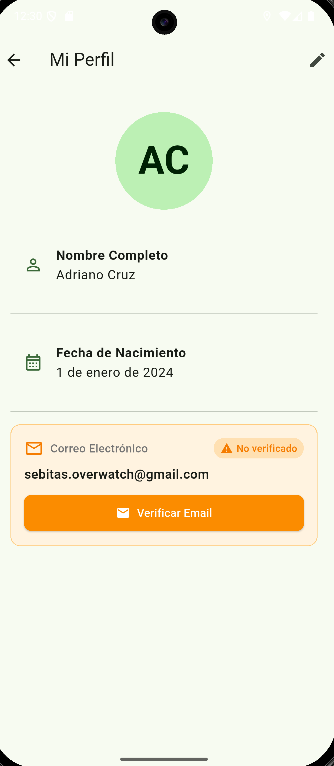 Mi Perfil
AC
Nombre Completo
Adriano Cruz
Fecha de Nacimiento
1 de enero de 2024
Correo Electrónico
No verificado
sebitas.overwatch@gmail.com
Verificar Email